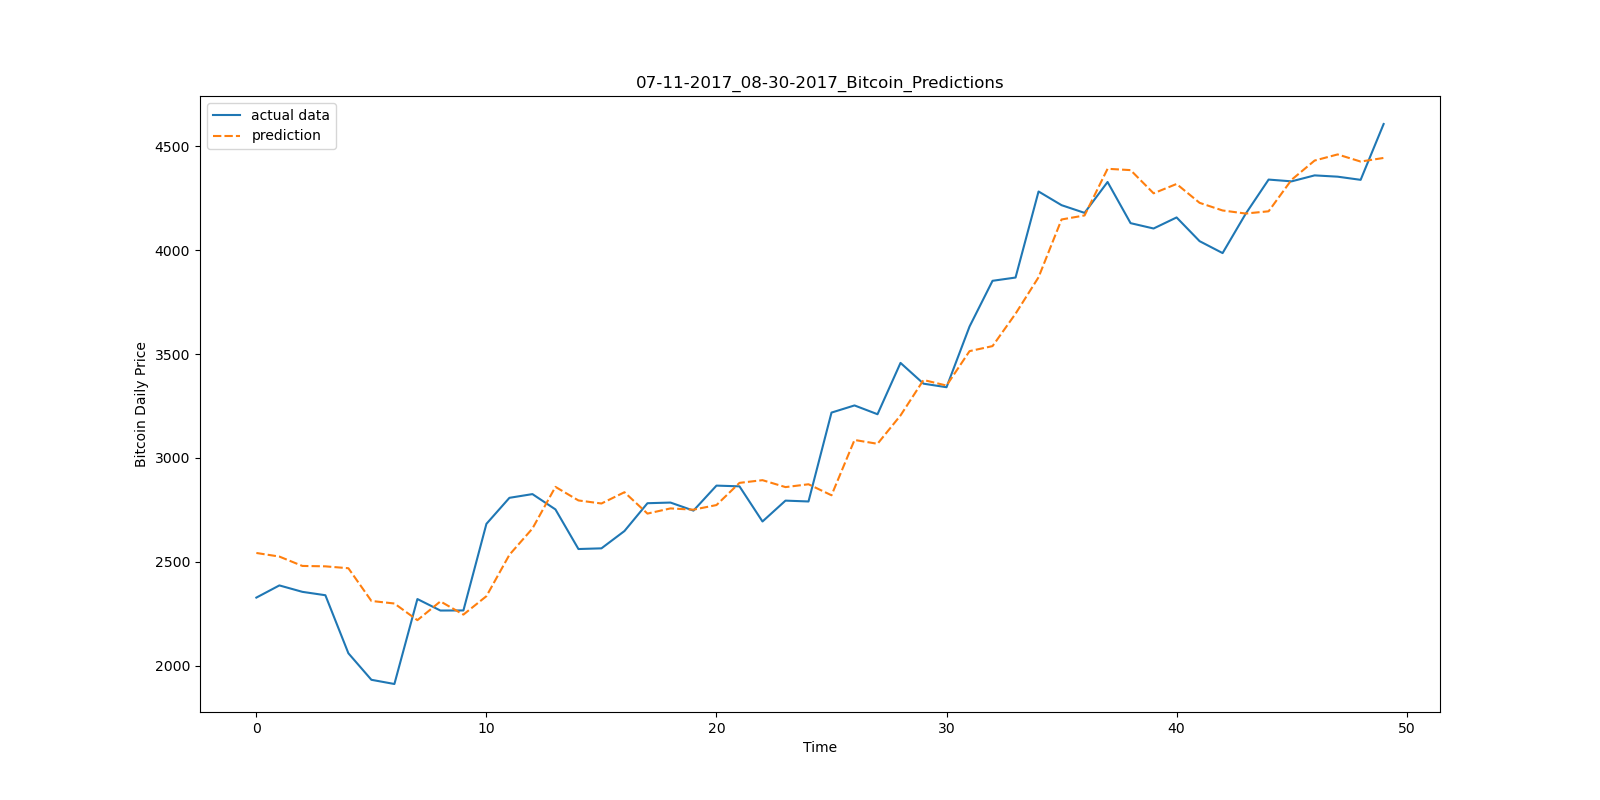 07-11-2017_08-30-2017_Bitcoin_Predictions
actual data
prediction
4500
4000
3500
3000
2500
2000
Bitcoin Daily Price
0 10 20 30 40 50
Time